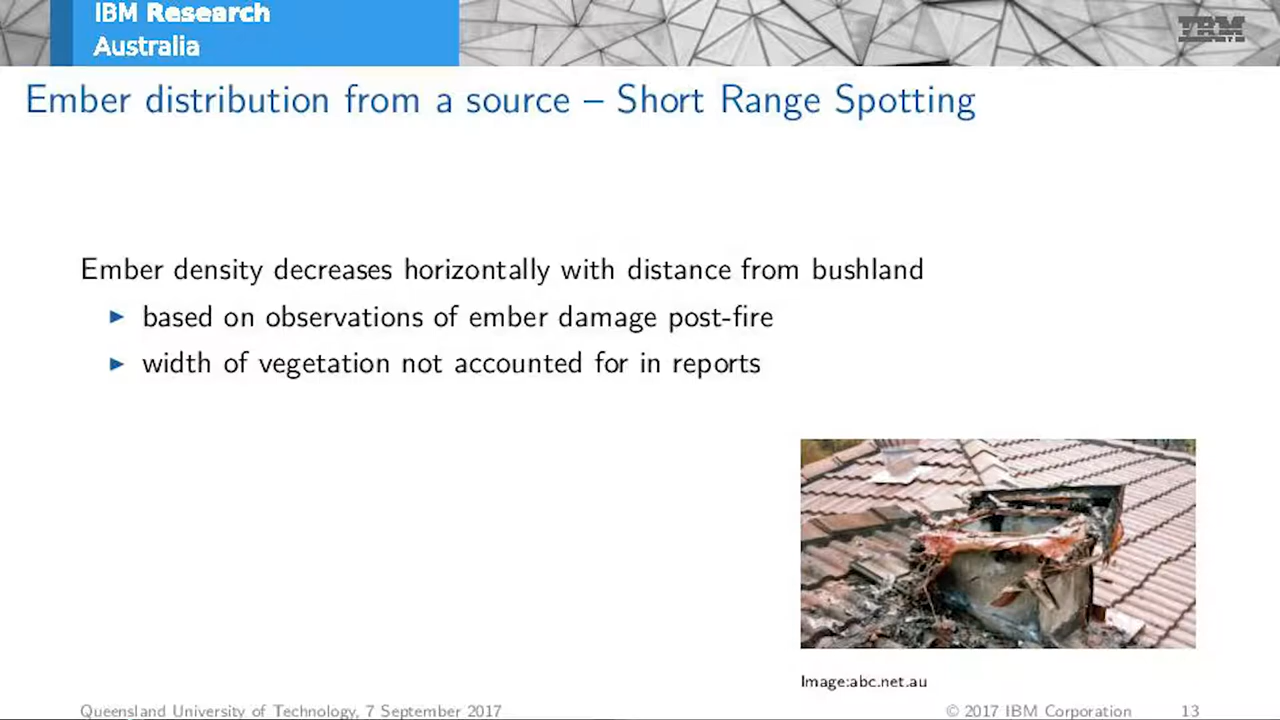 IBM Research
Australia
IBM
Ember distribution from a source – Short Range Spotting
Ember density decreases horizontally with distance from bushland
► based on observations of ember damage post-fire
► width of vegetation not accounted for in reports
Image:abc.net.au
Queensland University of Technology, 7 September 2017
© 2017 IBM Corporation
13